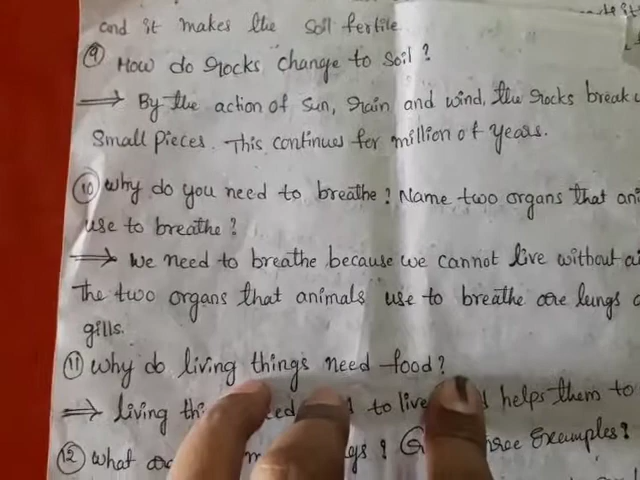 and it makes the soil fertile
⑨ How do rocks change to soil?
⇒ By the action of sun, rain and wind, the rocks break
small pieces. This continues for million of years.
⑩ Why do you need to breathe? Name two organs that
use to breathe?
⇒ We need to breathe because we cannot live without
The two organs that animals use to breathe are lungs
gills.
⑪ Why do living things need food?
⇒ living to live helps them to
⑫ What Examples?